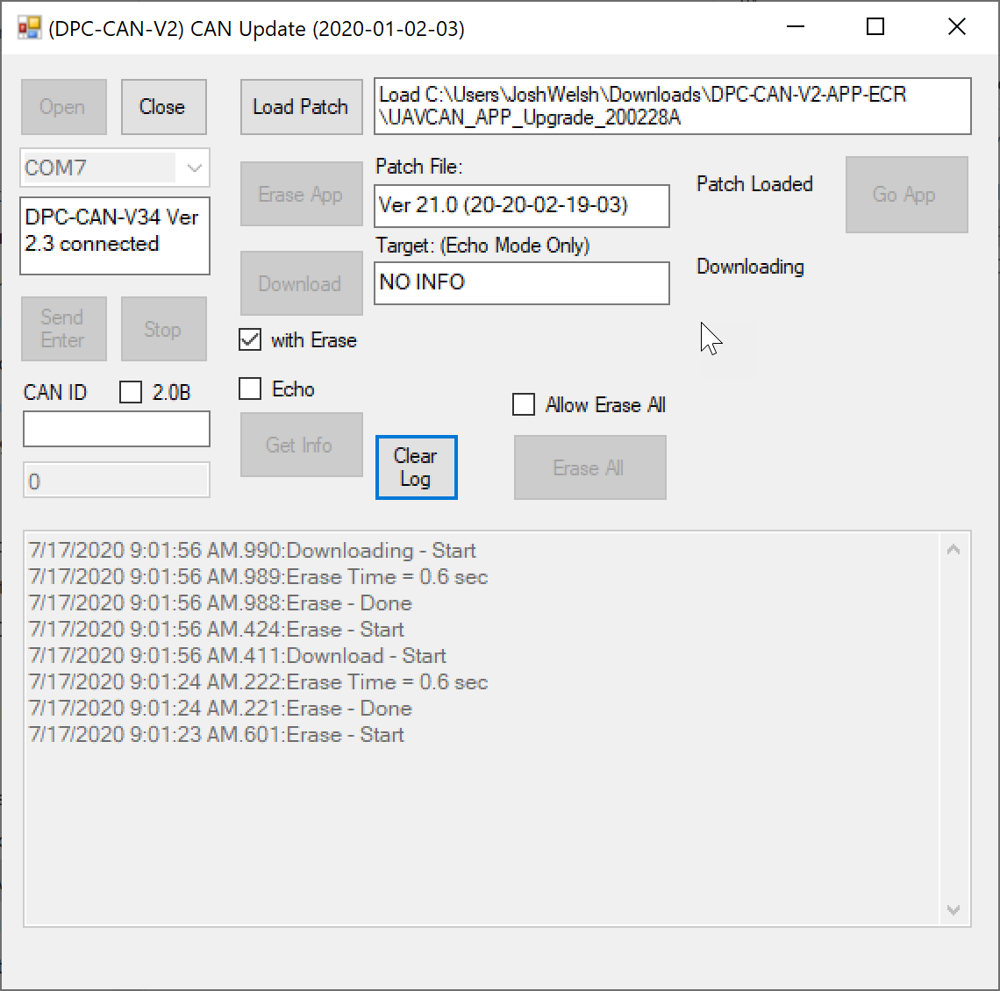 (DPC-CAN-V2) CAN Update (2020-01-02-03)
Open
Close
Load Patch
Load C:\Users\JoshWelsh\Downloads\DPC-CAN-V2-APP-ECR
\UAVCAN_APP_Upgrade_200228A
COM7
DPC-CAN-V34 Ver
2.3 connected
Erase App
Patch File:
Ver 21.0 (20-20-02-19-03)
Patch Loaded
Go App
Target: (Echo Mode Only)
NO INFO
Downloading
Download
Send
Enter
Stop
with Erase
CAN ID
2.0B
Echo
Allow Erase All
0
Get Info
Clear
Log
Erase All
7/17/2020 9:01:56 AM.990:Downloading - Start
7/17/2020 9:01:56 AM.989:Erase Time = 0.6 sec
7/17/2020 9:01:56 AM.988:Erase - Done
7/17/2020 9:01:56 AM.424:Erase - Start
7/17/2020 9:01:56 AM.411:Download - Start
7/17/2020 9:01:24 AM.222:Erase Time = 0.6 sec
7/17/2020 9:01:24 AM.221:Erase - Done
7/17/2020 9:01:23 AM.601:Erase - Start